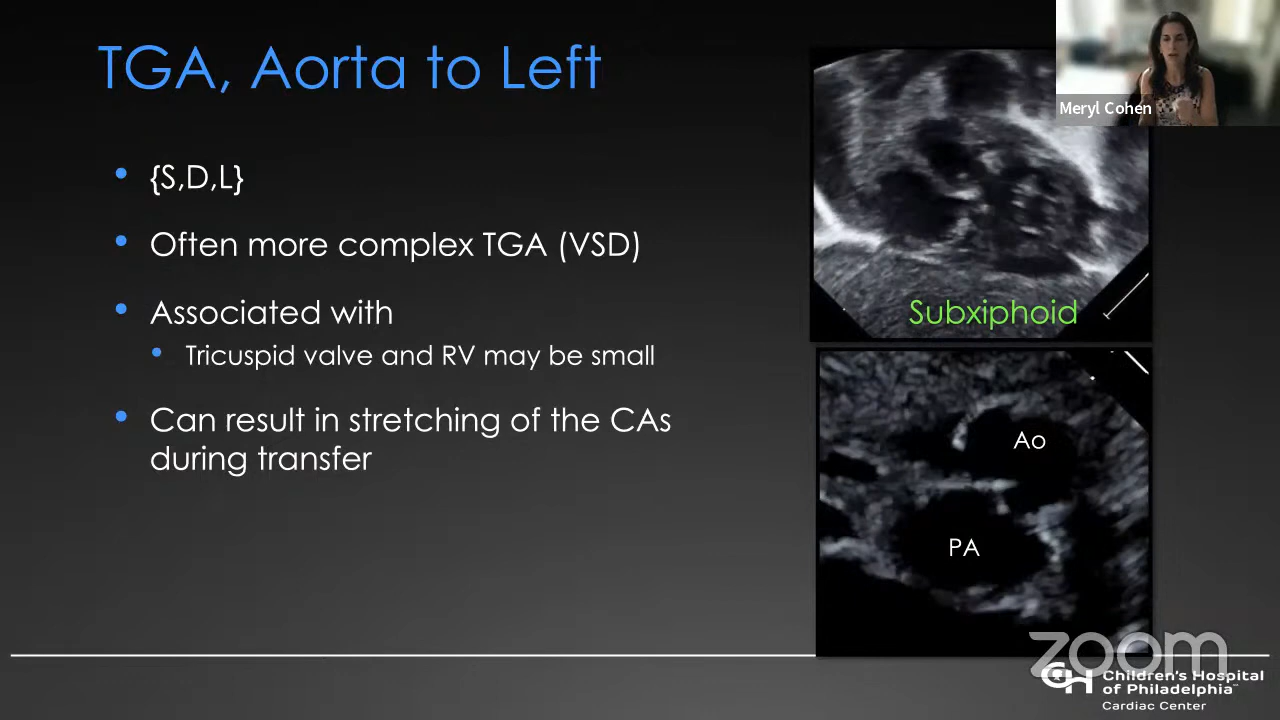 TGA, Aorta to Left
Meryl Cohen
{S,D,L}
Often more complex TGA (VSD)
Associated with
Tricuspid valve and RV may be small
Can result in stretching of the CAs
during transfer
Subxiphoid
Ao
PA
zoom
CH Children's Hospital
of Philadelphia
Cardiac Center